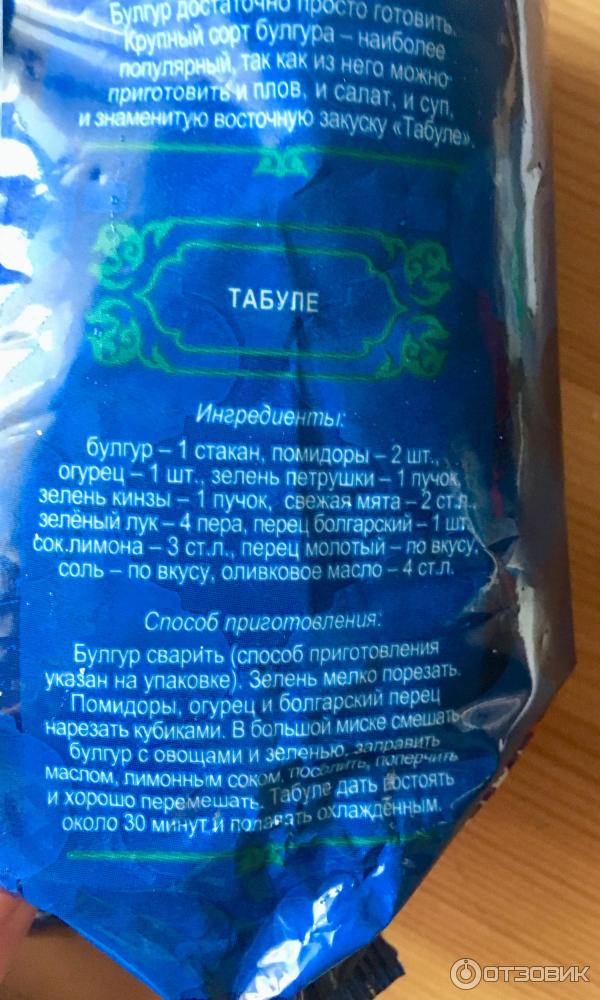 Булгур достаточно просто готовить.
Крупный сорт булгура – наиболее
популярный, так как из него можно
приготовить и плов, и салат, и суп,
и знаменитую восточную закуску «Табуле».
ТАБУЛЕ
Ингредиенты:
булгур – 1 стакан, помидоры – 2 шт.,
огурец – 1 шт., зелень петрушки – 1 пучок,
зелень кинзы – 1 пучок, свежая мята – 2 ст.л.,
зелёный лук – 4 пера, перец болгарский – 1 шт.
сок лимона – 3 ст.л., перец молотый – по вкусу,
соль – по вкусу, оливковое масло – 4 ст.л.
Способ приготовления:
Булгур сварить (способ приготовления
указан на упаковке). Зелень мелко порезать.
Помидоры, огурец и болгарский перец
нарезать кубиками. В большой миске смешать
булгур с овощами и зеленью, заправить
маслом, лимонным соком, посолить, поперчить
и хорошо перемешать. Табуле дать постоять
около 30 минут и подавать охлаждённым.
ОТЗОВИК